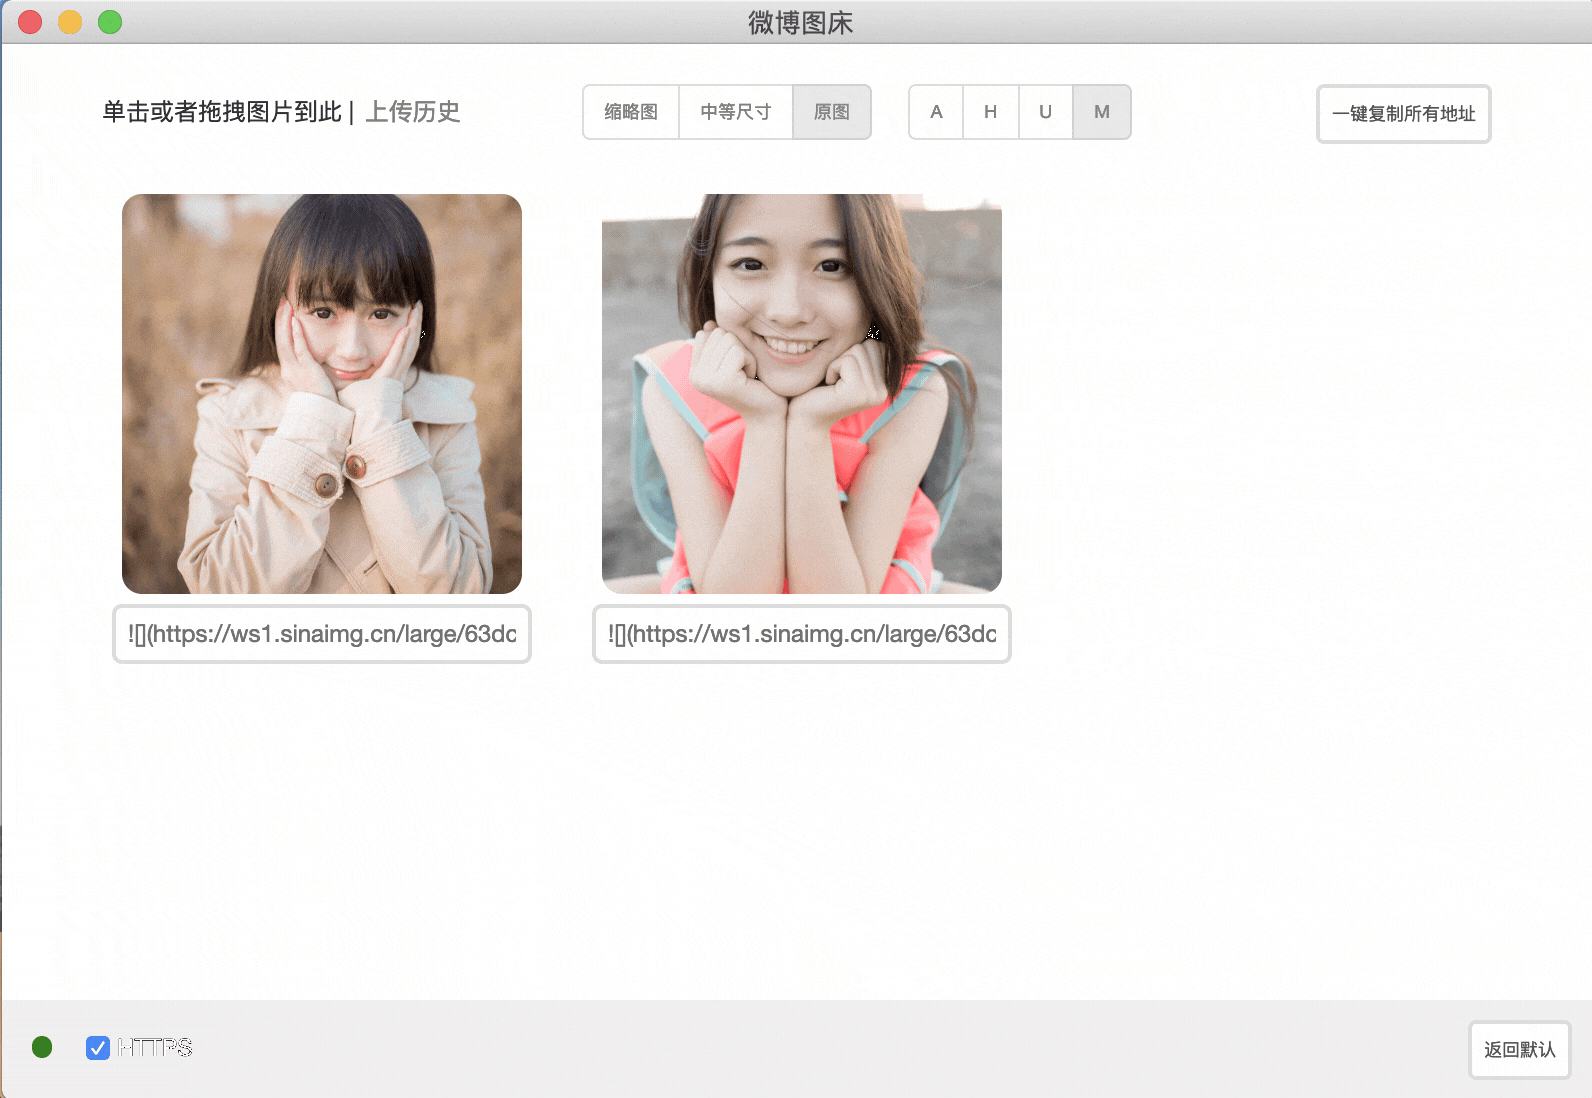 微博图床
单击或者拖拽图片到此 | 上传历史
缩略图 中等尺寸 原图
A H U M
一键复制所有地址
![](https://ws1.sinaimg.cn/large/63dc
![](https://ws1.sinaimg.cn/large/63dc
HTTPS
返回默认